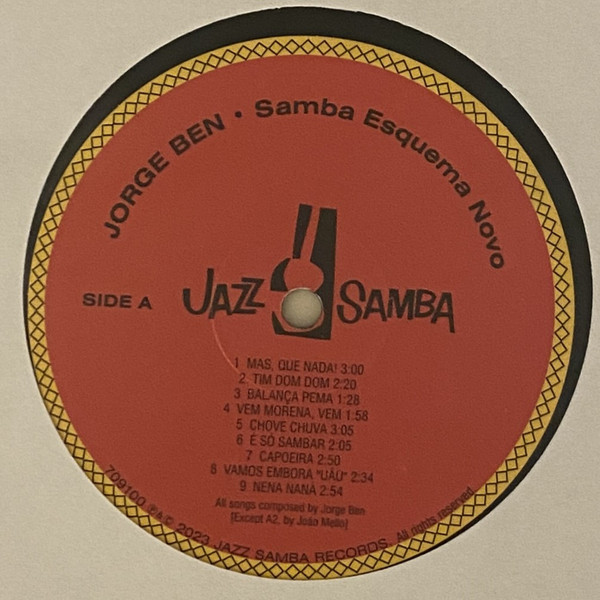 JORGE BEN • Samba Esquema Novo
SIDE A
JAZZ SAMBA
1 MAS, QUE NADA! 3:00
2 TIM DOM DOM 2:20
3 BALANÇA PEMA 1:28
4 VEM MORENA, VEM 1:58
5 CHOVE CHUVA 3:05
6 É SÓ SAMBAR 2:05
7 CAPOEIRA 2:50
8 VAMOS EMBORA "UÁU" 2:34
9 NENA NANÃ 2:54
All songs composed by Jorge Ben
[Except A2, by João Mello]
709100 ℗ & © 2023 JAZZ SAMBA RECORDS. All rights reserved